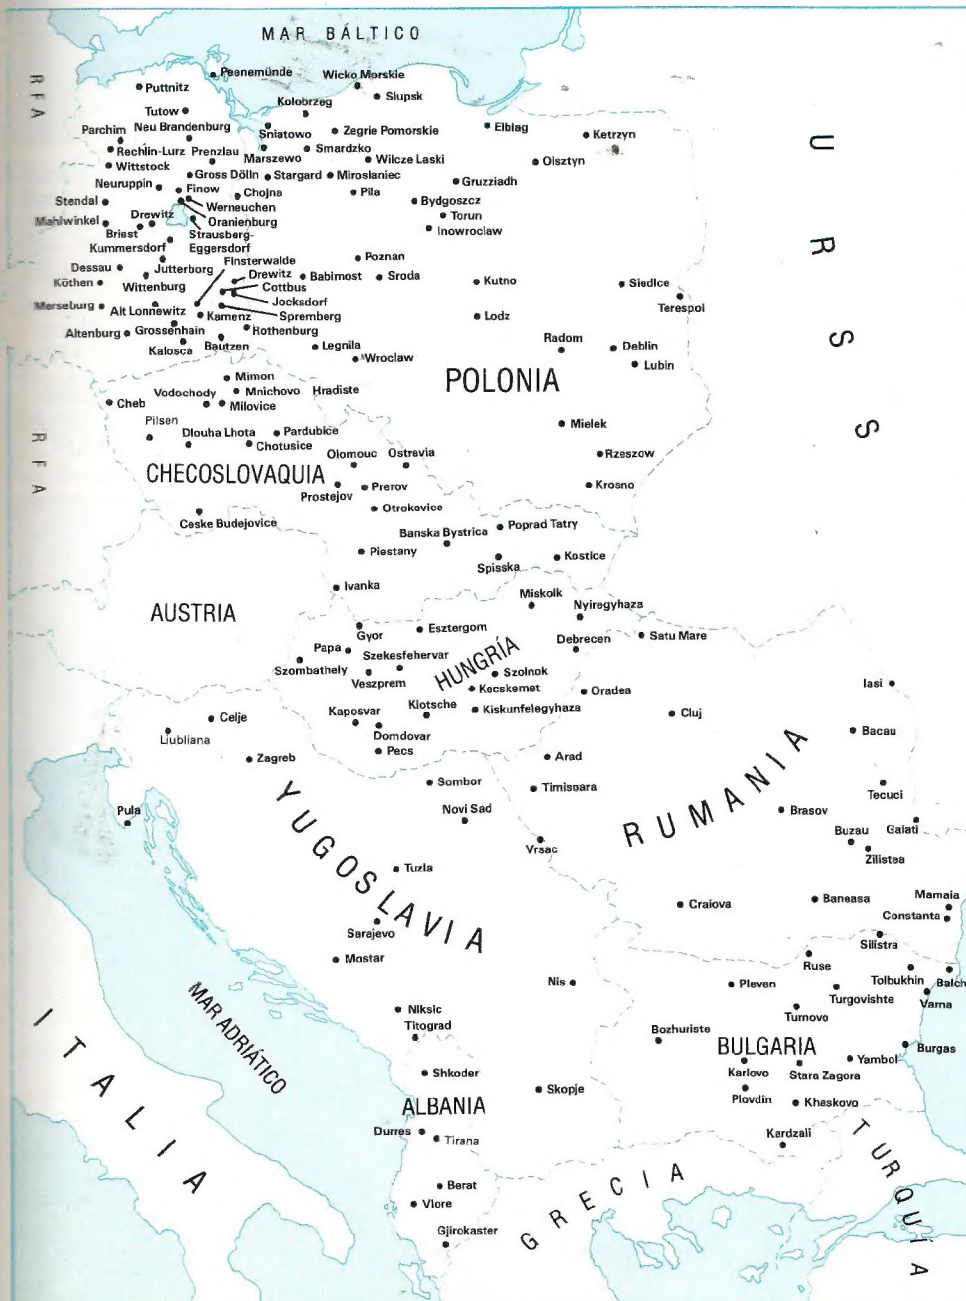 MAR BÁLTICO
RFA
Peenemünde
Wicko Morskie
Puttnitz
Slupsk
Kolobrzeg
Tutow
Parchim
Neu Brandenburg
Sniatowo
Zegrie Pomorskie
Elblag
Ketrzyn
URSS
Rechlin-Lurz
Prenzlau
Marszewo
Smardzko
Wilcze Laski
Olsztyn
Wittstock
Gross Dölln
Stargard
Miroslaniec
Neuruppin
Finow
Chojna
Pila
Gruzziadh
Stendal
Werneuchen
Bydgoszcz
Mahlwinkel
Drewitz
Oranienburg
Torun
Briest
Strausberg-
Eggersdorf
Inowroclaw
Kummersdorf
Finsterwalde
Poznan
Dessau
Jutterborg
Drewitz
Babimost
Sroda
Kutno
Siedlce
Köthen
Wittenburg
Cottbus
Terespol
Merseburg
Alt Lonnewitz
Jocksdorf
Kamenz
Spremberg
Lodz
Altenburg
Grossenhain
Rothenburg
Radom
Deblin
Kalosca
Bautzen
Legnila
Wroclaw
Lubin
POLONIA
Mimon
Vodochody
Mnichovo Hradiste
Cheb
Milovice
Pilsen
Mielek
RFA
Dlouha Lhota
Pardubice
Chotusice
Olomouc
Ostravia
Rzeszow
CHECOSLOVAQUIA
Prostejov
Prerov
Krosno
Otrokovice
Ceske Budejovice
Banska Bystrica
Poprad Tatry
Piestany
Spisska
Kostice
Ivanka
Miskolk
AUSTRIA
Nyiregyhaza
Gyor
Esztergom
Debrecen
Satu Mare
Papa
Szekesfehervar
HUNGRÍA
Szombathely
Veszprem
Szolnok
Kecskemet
Oradea
Iasi
Kaposvar
Klotsche
Kiskunfelegyhaza
Cluj
Celje
Liubliana
Domdovar
Pecs
Bacau
Zagreb
Arad
Sombor
Timisoara
Tecuci
YUGOSLAVIA
RUMANIA
Pula
Novi Sad
Brasov
Buzau
Galati
Vrsac
Zilistea
Tuzla
Mamaia
Craiova
Baneasa
Constanta
Sarajevo
Silistra
Mostar
Ruse
Nis
Pleven
Tolbukhin
Balch
Turgovishte
Varna
MAR ADRIÁTICO
Niksic
Turnovo
Titograd
Bozhuriste
BULGARIA
Burgas
ITALIA
Yambol
Shkoder
Karlovo
Stara Zagora
Skopje
Plovdin
Khaskovo
ALBANIA
Durres
Tirana
Kardzali
TURQUÍA
Berat
GRECIA
Vlore
Gjirokaster